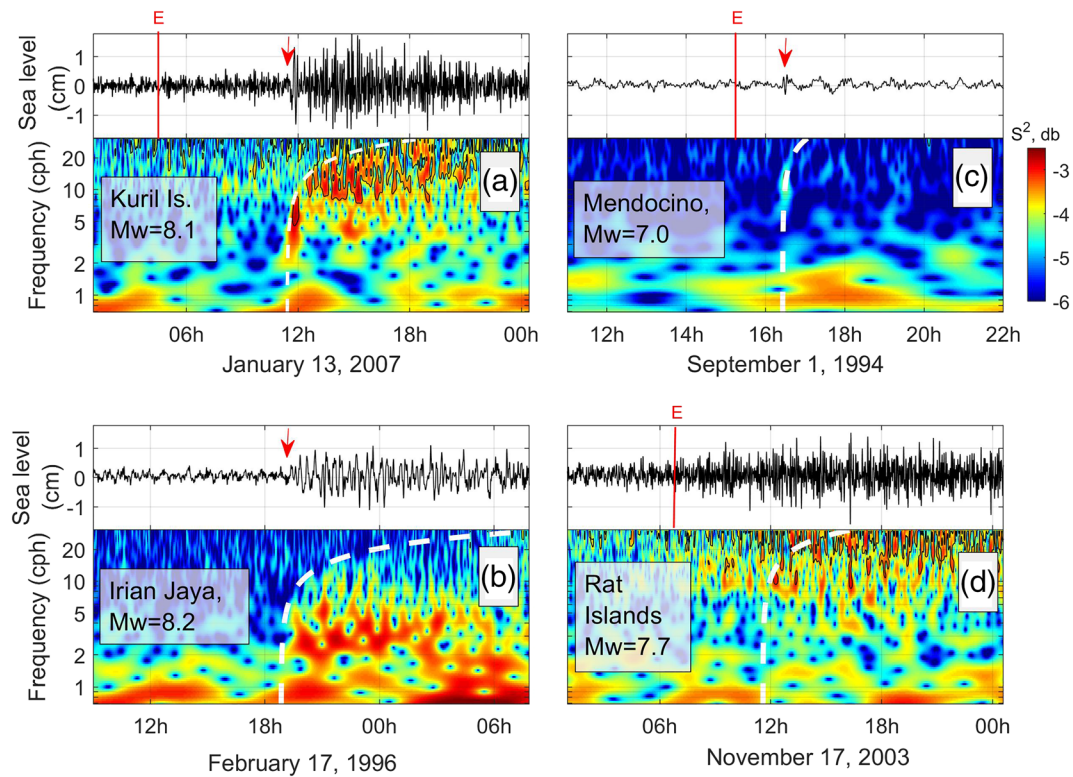 E
E
Sea level
(cm)
1
0
-1
Frequency (cph)
20
10
5
2
1
Kuril Is.
Mw=8.1
(a)
06h
12h
18h
00h
January 13, 2007
Mendocino,
Mw=7.0
(c)
12h
14h
16h
18h
20h
22h
September 1, 1994
S², db
-3
-4
-5
-6
E
Sea level
(cm)
1
0
-1
Frequency (cph)
20
10
5
2
1
Irian Jaya,
Mw=8.2
(b)
12h
18h
00h
06h
February 17, 1996
Rat
Islands
Mw=7.7
(d)
06h
12h
18h
00h
November 17, 2003